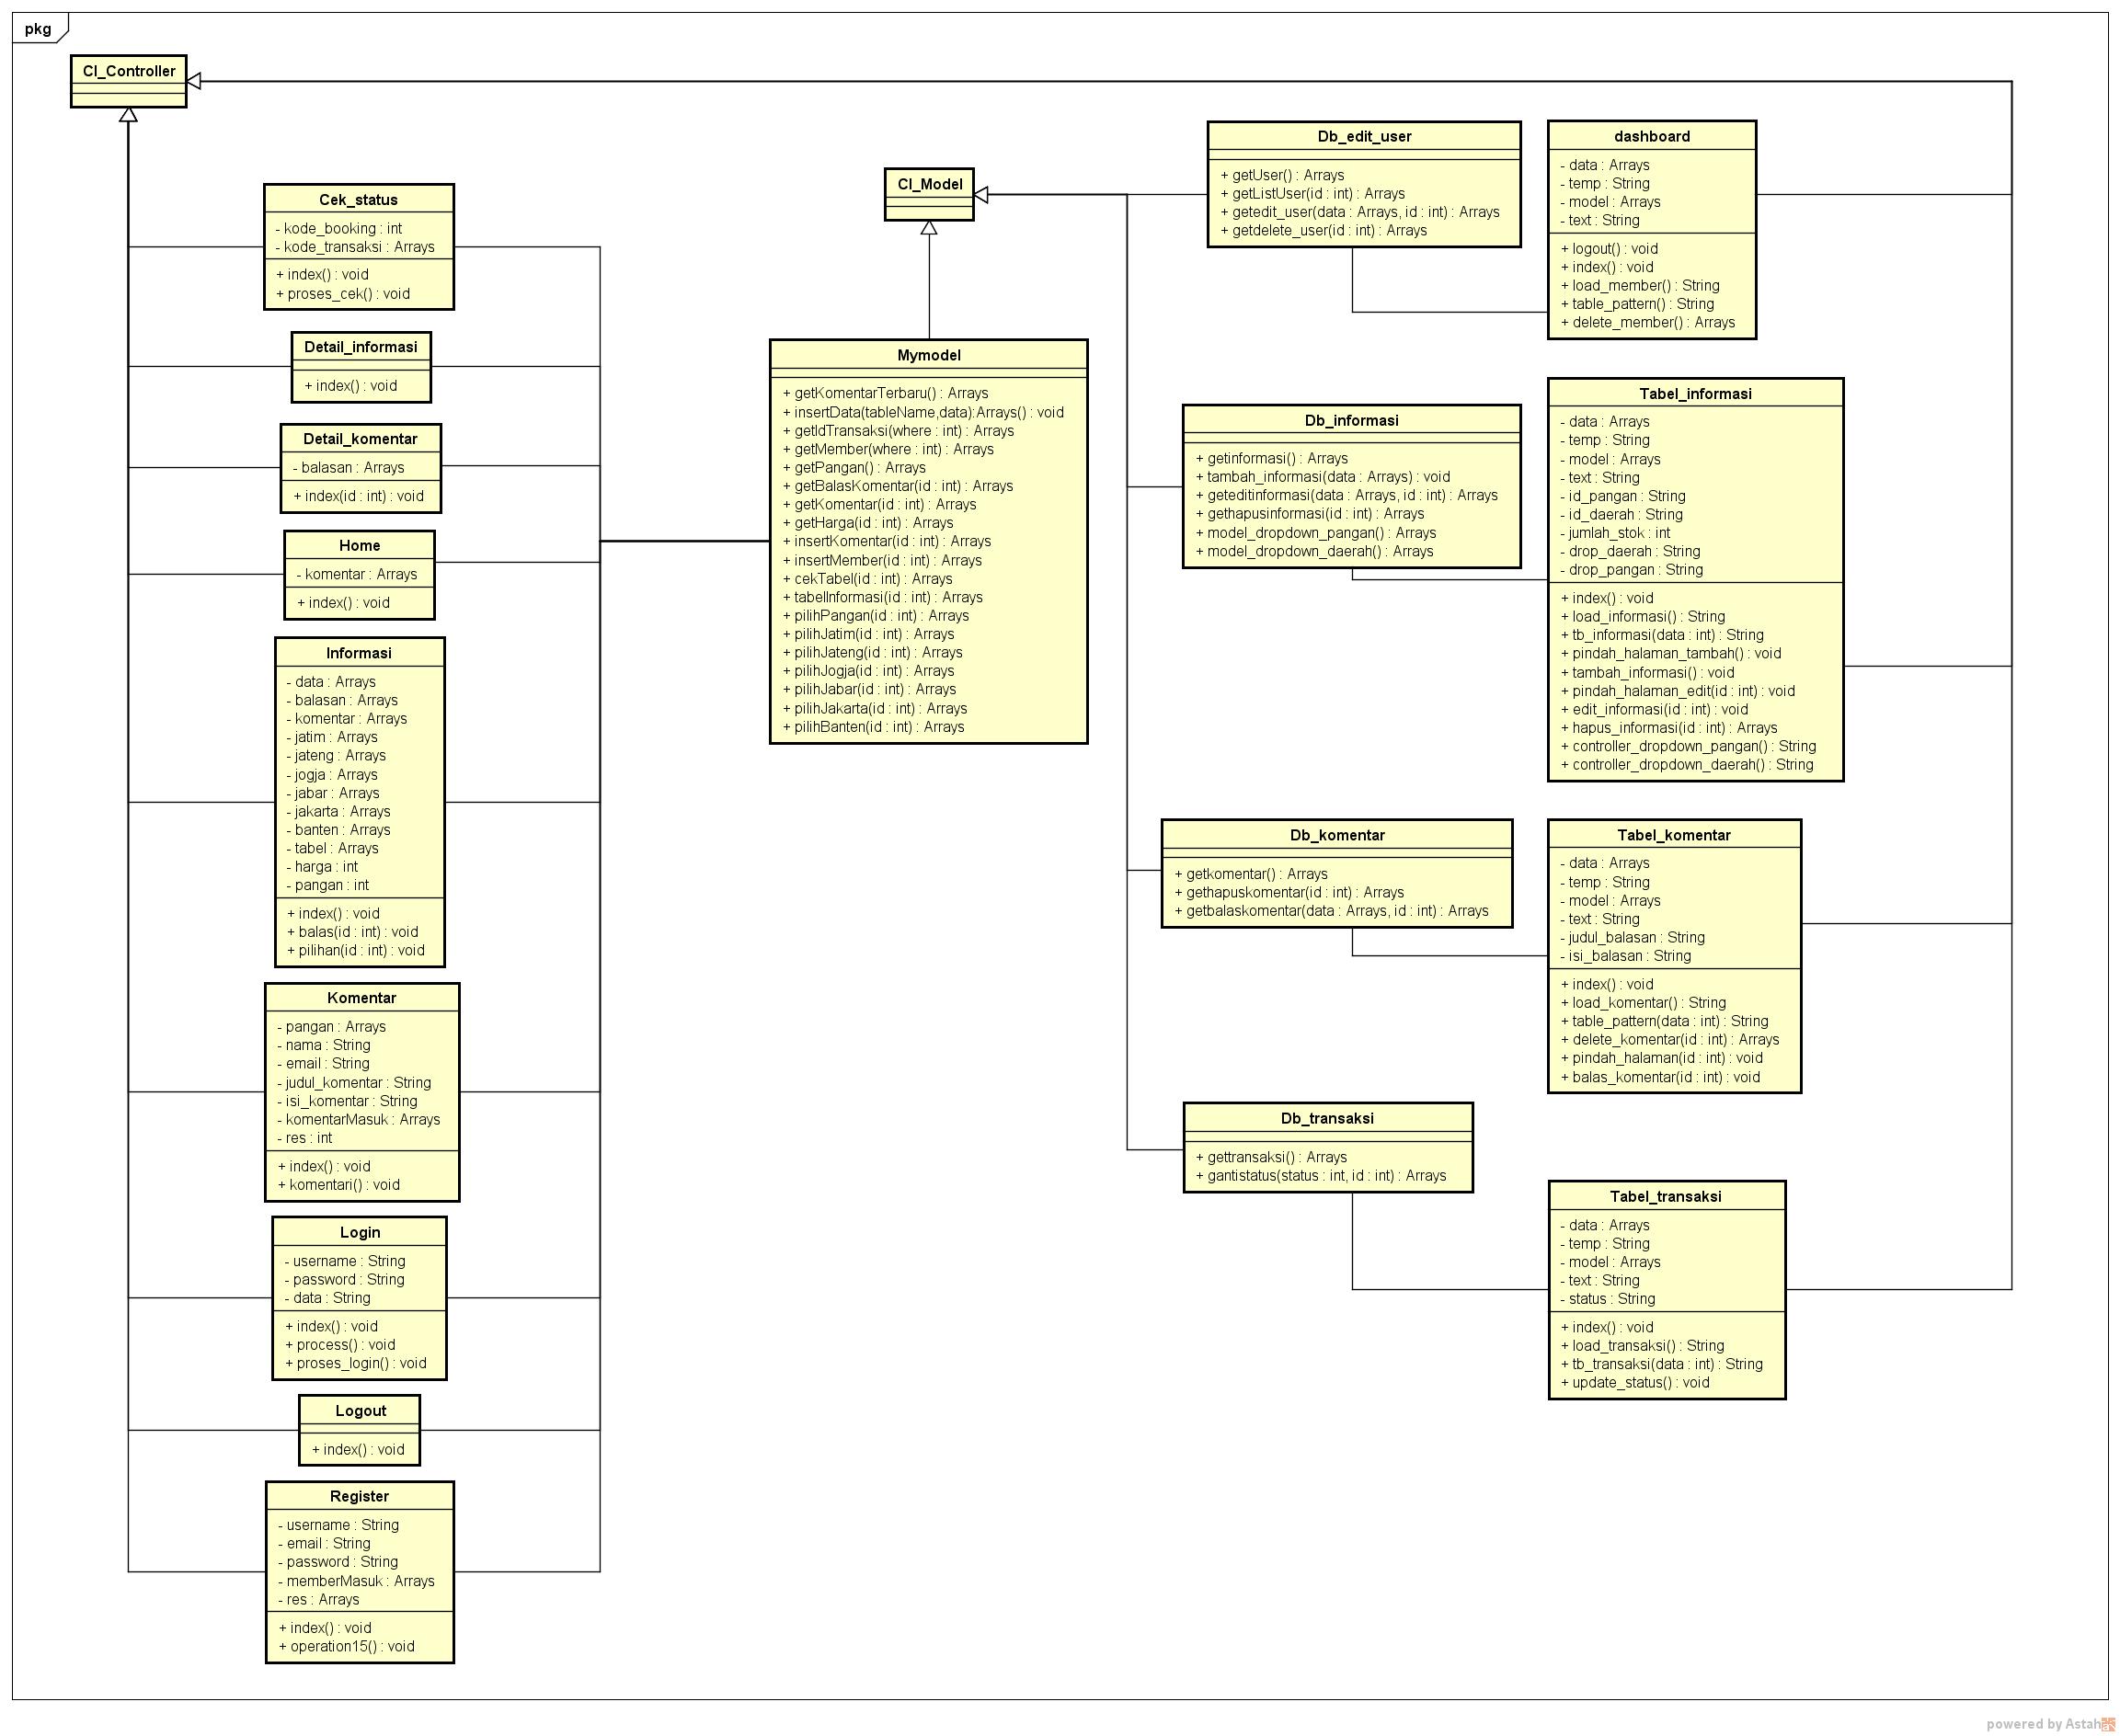 pkg
CI_Controller
Cek_status
- kode_booking : int
- kode_transaksi : Arrays
+ index() : void
+ proses_cek() : void
Detail_informasi
+ index() : void
Detail_komentar
- balasan : Arrays
+ index(id : int) : void
Home
- komentar : Arrays
+ index() : void
Informasi
- data : Arrays
- balasan : Arrays
- komentar : Arrays
- jatim : Arrays
- jateng : Arrays
- jogja : Arrays
- jabar : Arrays
- jakarta : Arrays
- banten : Arrays
- tabel : Arrays
- harga : int
- pangan : int
+ index() : void
+ balas(id : int) : void
+ pilihan(id : int) : void
Komentar
- pangan : Arrays
- nama : String
- email : String
- judul_komentar : String
- isi_komentar : String
- komentarMasuk : Arrays
- res : int
+ index() : void
+ komentari() : void
Login
- username : String
- password : String
- data : String
+ index() : void
+ process() : void
+ proses_login() : void
Logout
+ index() : void
Register
- username : String
- email : String
- password : String
- memberMasuk : Arrays
- res : Arrays
+ index() : void
+ operation15() : void
CI_Model
Mymodel
+ getKomentarTerbaru() : Arrays
+ insertData(tableName,data):Arrays() : void
+ getIdTransaksi(where : int) : Arrays
+ getMember(where : int) : Arrays
+ getPangan() : Arrays
+ getBalasKomentar(id : int) : Arrays
+ getKomentar(id : int) : Arrays
+ getHarga(id : int) : Arrays
+ insertKomentar(id : int) : Arrays
+ insertMember(id : int) : Arrays
+ cekTabel(id : int) : Arrays
+ tabelInformasi(id : int) : Arrays
+ pilihPangan(id : int) : Arrays
+ pilihJatim(id : int) : Arrays
+ pilihJateng(id : int) : Arrays
+ pilihJogja(id : int) : Arrays
+ pilihJabar(id : int) : Arrays
+ pilihJakarta(id : int) : Arrays
+ pilihBanten(id : int) : Arrays
Db_edit_user
+ getUser() : Arrays
+ getListUser(id : int) : Arrays
+ getedit_user(data : Arrays, id : int) : Arrays
+ getdelete_user(id : int) : Arrays
Db_informasi
+ getinformasi() : Arrays
+ tambah_informasi(data : Arrays) : void
+ geteditinformasi(data : Arrays, id : int) : Arrays
+ gethapusinformasi(id : int) : Arrays
+ model_dropdown_pangan() : Arrays
+ model_dropdown_daerah() : Arrays
Db_komentar
+ getkomentar() : Arrays
+ gethapuskomentar(id : int) : Arrays
+ getbalaskomentar(data : Arrays, id : int) : Arrays
Db_transaksi
+ gettransaksi() : Arrays
+ gantistatus(status : int, id : int) : Arrays
dashboard
- data : Arrays
- temp : String
- model : Arrays
- text : String
+ logout() : void
+ index() : void
+ load_member() : String
+ table_pattern() : String
+ delete_member() : Arrays
Tabel_informasi
- data : Arrays
- temp : String
- model : Arrays
- text : String
- id_pangan : String
- id_daerah : String
- jumlah_stok : int
- drop_daerah : String
- drop_pangan : String
+ index() : void
+ load_informasi() : String
+ tb_informasi(data : int) : String
+ pindah_halaman_tambah() : void
+ tambah_informasi() : void
+ pindah_halaman_edit(id : int) : void
+ edit_informasi(id : int) : void
+ hapus_informasi(id : int) : Arrays
+ controller_dropdown_pangan() : String
+ controller_dropdown_daerah() : String
Tabel_komentar
- data : Arrays
- temp : String
- model : Arrays
- text : String
- judul_balasan : String
- isi_balasan : String
+ index() : void
+ load_komentar() : String
+ table_pattern(data : int) : String
+ delete_komentar(id : int) : Arrays
+ pindah_halaman(id : int) : void
+ balas_komentar(id : int) : void
Tabel_transaksi
- data : Arrays
- temp : String
- model : Arrays
- text : String
- status : String
+ index() : void
+ load_transaksi() : String
+ tb_transaksi(data : int) : String
+ update_status() : void
powered by Astah